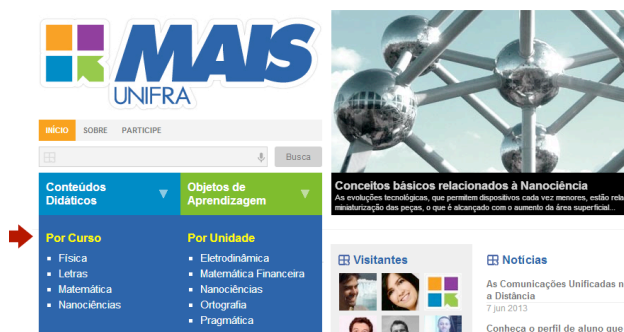 MAIS
UNIFRA
INÍCIO SOBRE PARTICIPE
Busca
Conteúdos
Didáticos
Objetos de
Aprendizagem
Por Curso
Física
Letras
Matemática
Nanociências
Por Unidade
Eletrodinâmica
Matemática Financeira
Nanociências
Ortografia
Pragmática
Conceitos básicos relacionados à Nanociência
As evoluções tecnológicas, que permitem dispositivos cada vez menores, estão rela
miniaturização das peças, o que é alcançado com o aumento da área superficial...
Visitantes
Notícias
As Comunicações Unificadas n
a Distância
7 jun 2013
Conheça o perfil de aluno que